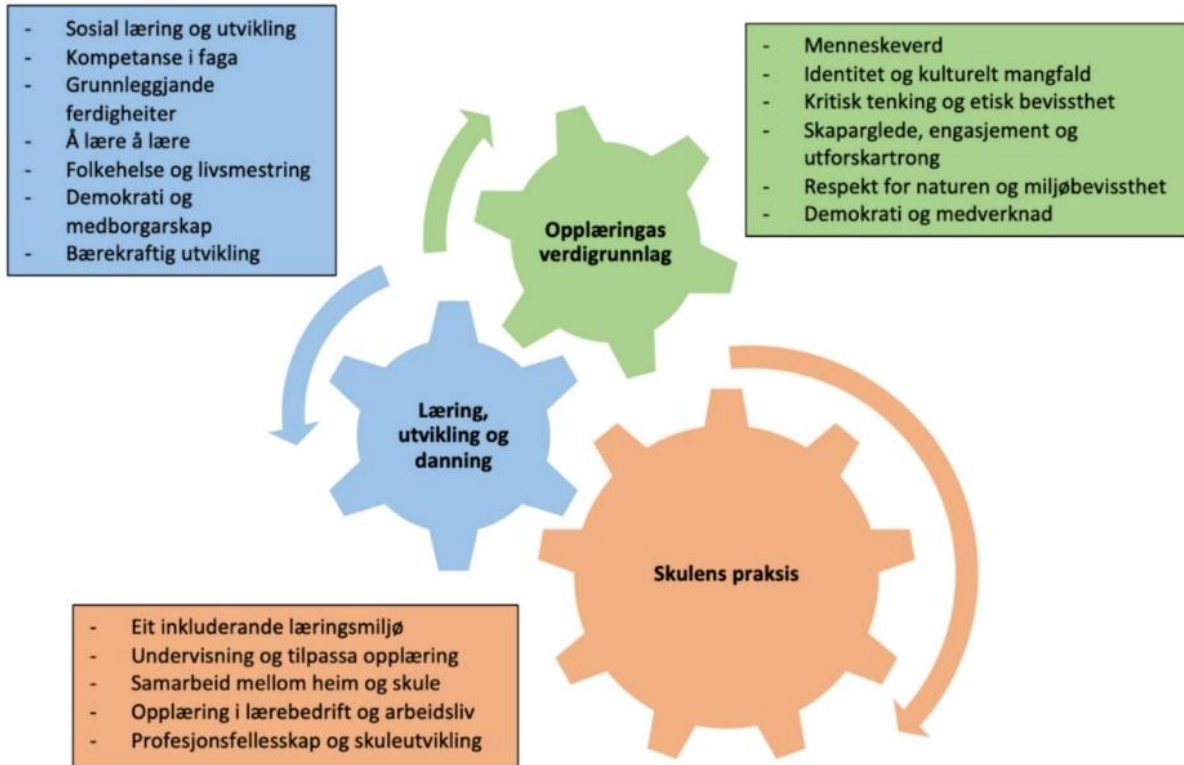 - Sosial læring og utvikling
- Kompetanse i faga
- Grunnleggjande
ferdigheiter
- Å lære å lære
- Folkehelse og livsmestring
- Demokrati og
medborgarskap
- Bærekraftig utvikling
- Menneskeverd
- Identitet og kulturelt mangfald
- Kritisk tenking og etisk bevissthet
- Skaparglede, engasjement og
utforskartrong
- Respekt for naturen og miljøbevissthet
- Demokrati og medverknad
Opplæringas
verdigrunnlag
Læring,
utvikling og
danning
Skulens praksis
- Eit inkluderande læringsmiljø
- Undervisning og tilpassa opplæring
- Samarbeid mellom heim og skule
- Opplæring i lærebedrift og arbeidsliv
- Profesjonsfellesskap og skuleutvikling